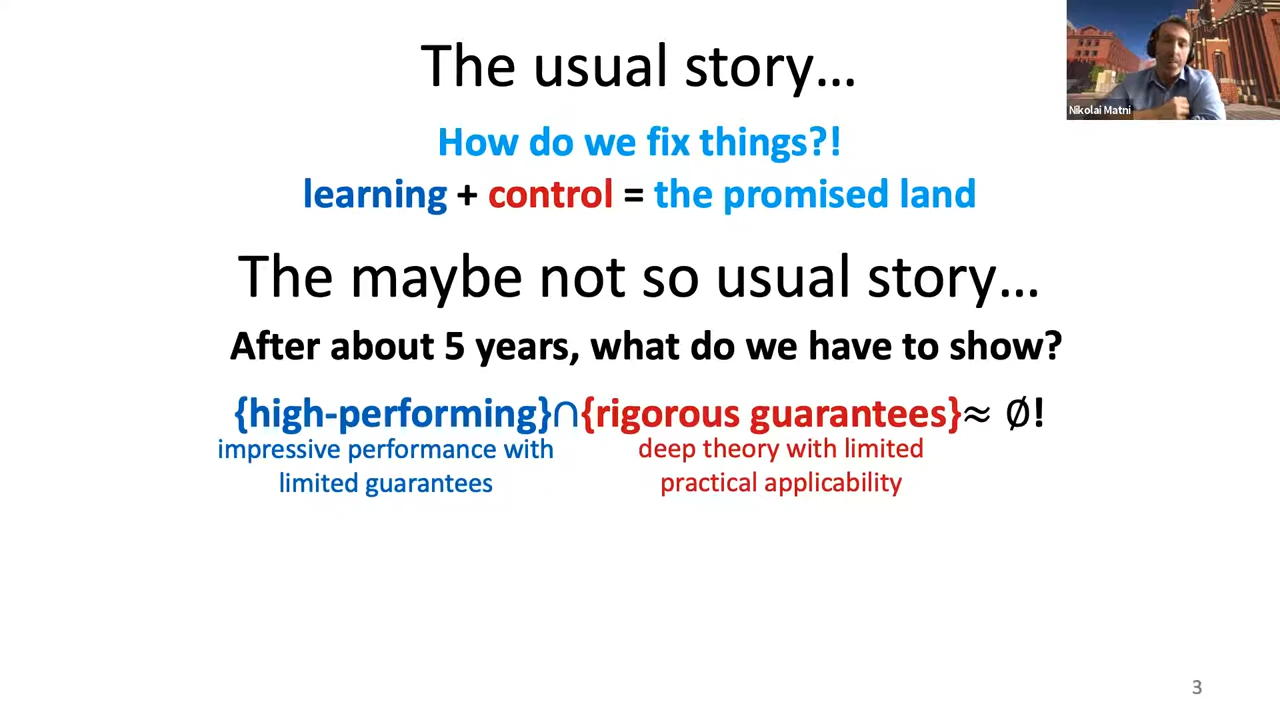 The usual story…
Nikolai Matni
How do we fix things?!
learning + control = the promised land
The maybe not so usual story…
After about 5 years, what do we have to show?
{high-performing}∩{rigorous guarantees}≈ ∅!
impressive performance with
limited guarantees
deep theory with limited
practical applicability
3